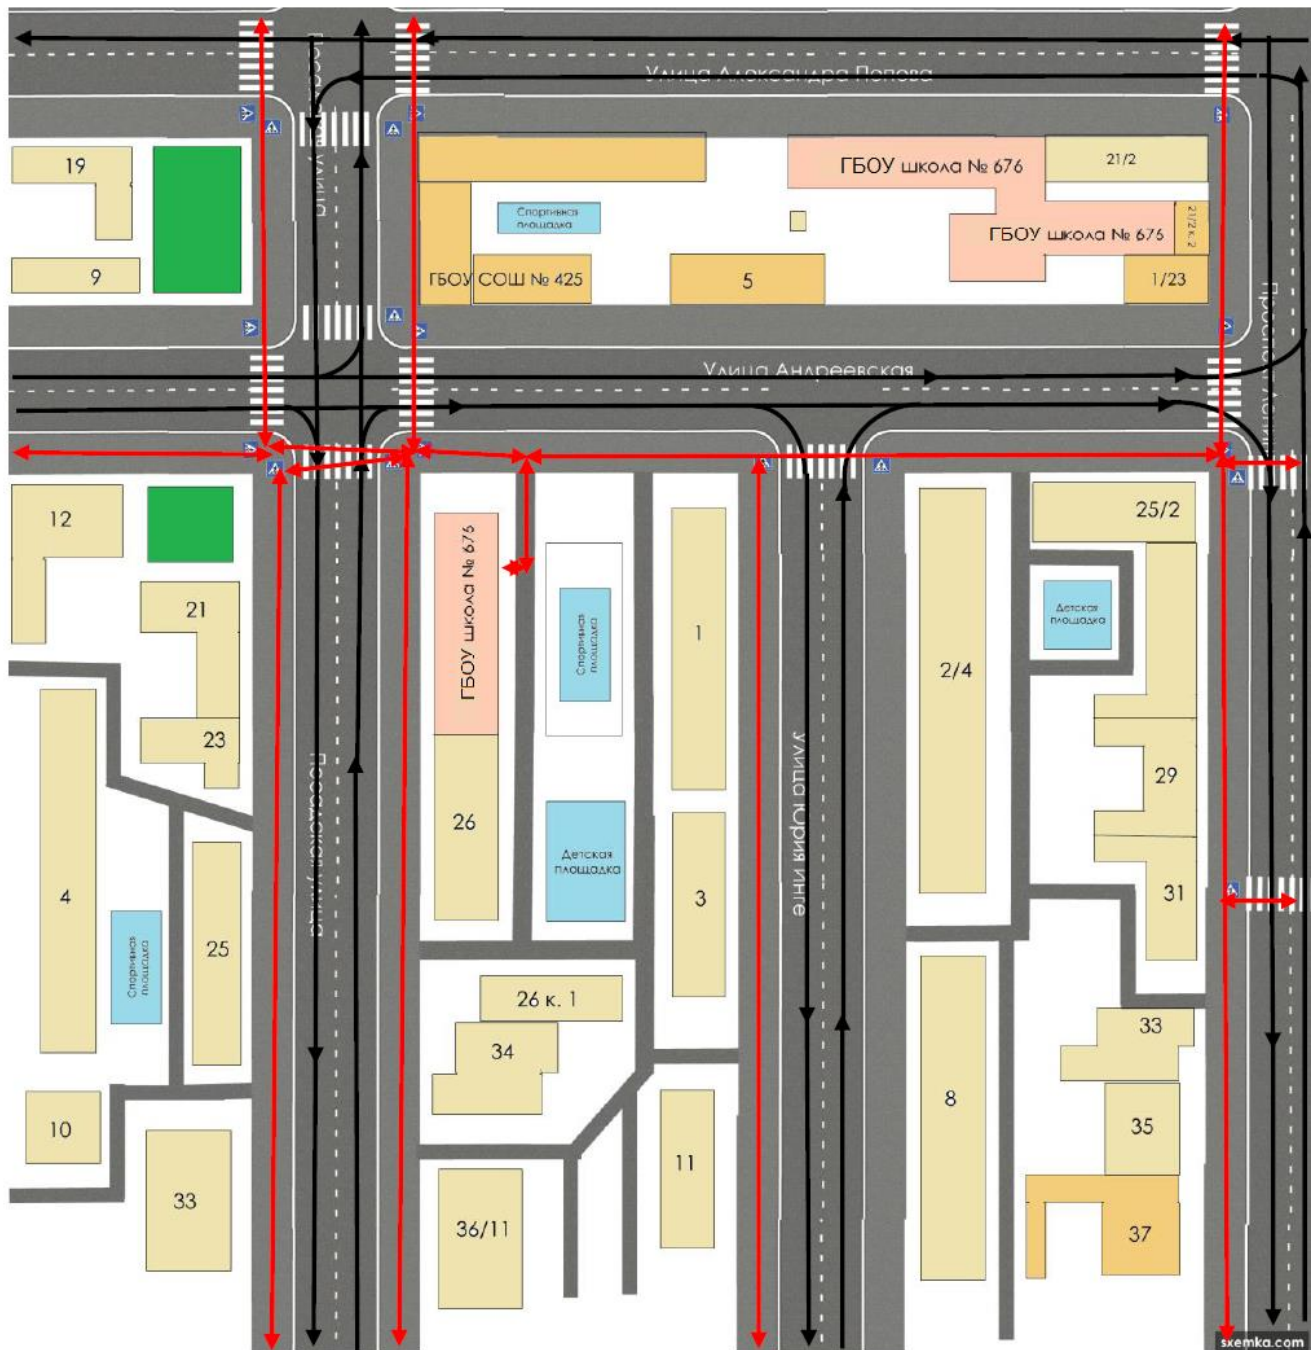 Улица Александра Попова
19
ГБОУ школа № 676
21/2
Спортивная
площадка
21/2 к. 2
ГБОУ школа № 676
9
ГБОУ СОШ № 425
5
1/23
Улица Андреевская
12
25/2
ГБОУ школа № 676
21
Спортивная
площадка
1
Детская
площадка
2/4
23
Посадская улица
Улица Юрия Инге
29
26
Детская
площадка
4
3
31
25
Спортивная
площадка
26 к. 1
33
34
8
10
35
11
33
36/11
37
sxemka.com